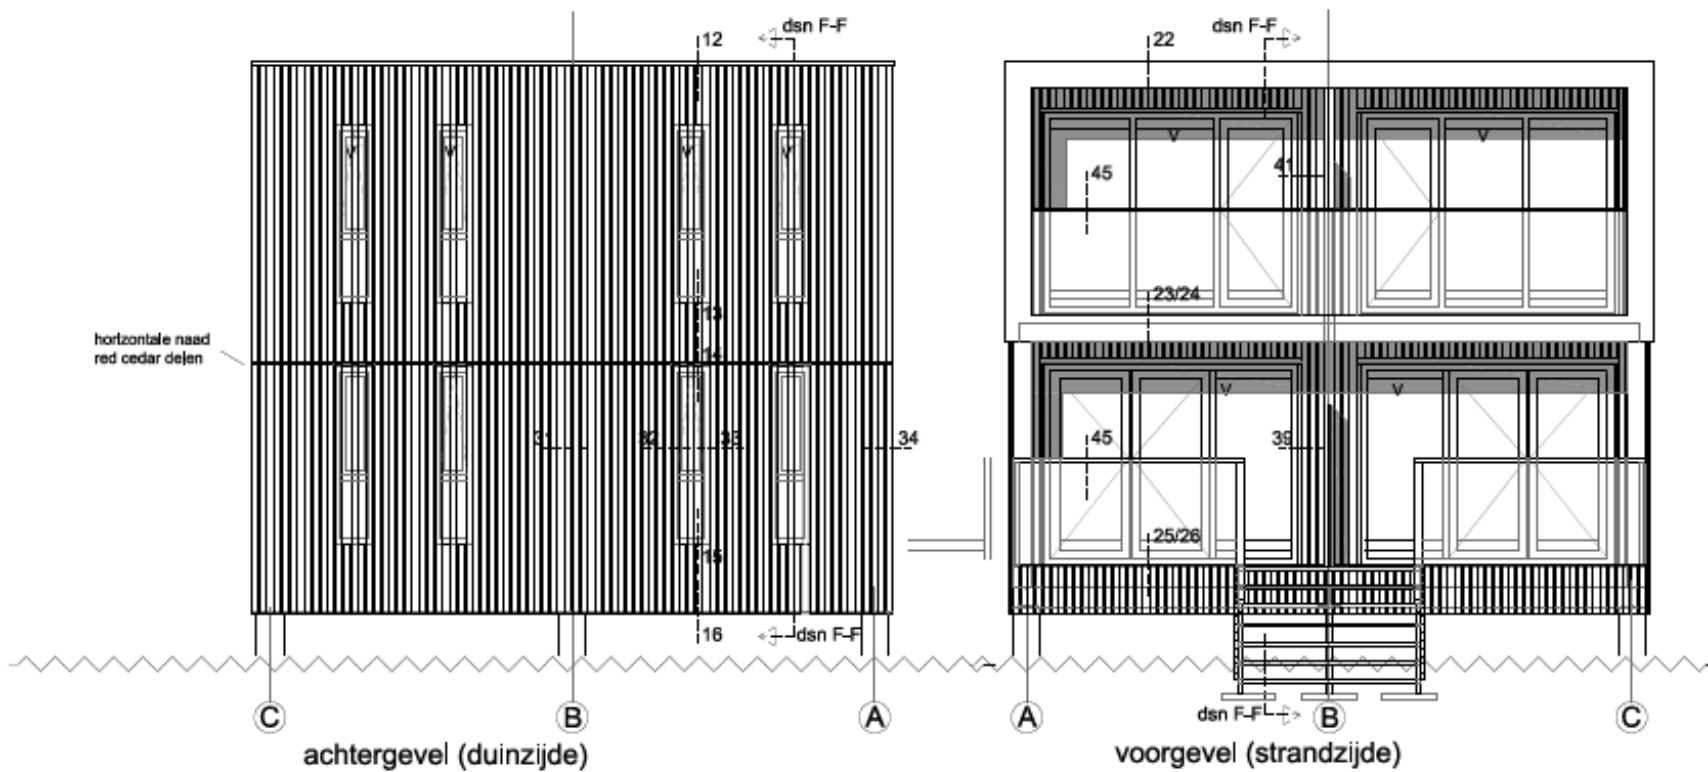 dsn F-F
12
V
V
V
V
13
horizontale naad
red cedar delen
14
31
32
33
34
15
16
dsn F-F
C
B
A
achtergevel (duinzijde)
dsn F-F
22
V
V
41
45
23/24
V
V
45
39
25/26
dsn F-F
A
B
C
voorgevel (strandzijde)